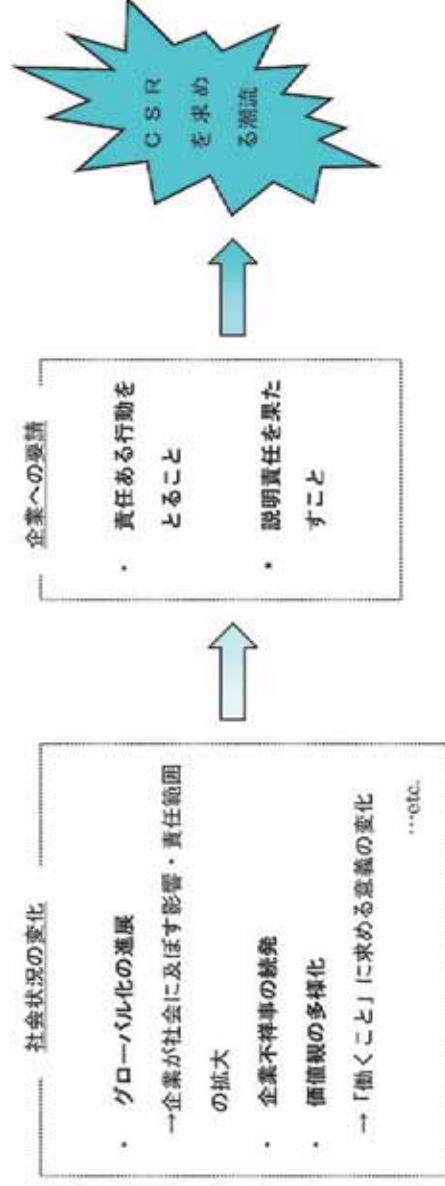 社会状況の変化
・ グローバル化の進展
→企業が社会に及ぼす影響・責任範囲
の拡大
・ 企業不祥事の続発
・ 価値観の多様化
→「働くこと」に求める意義の変化
…etc.
企業への要請
・ 責任ある行動を
とること
・ 説明責任を果た
すこと
CSR
を求め
る潮流